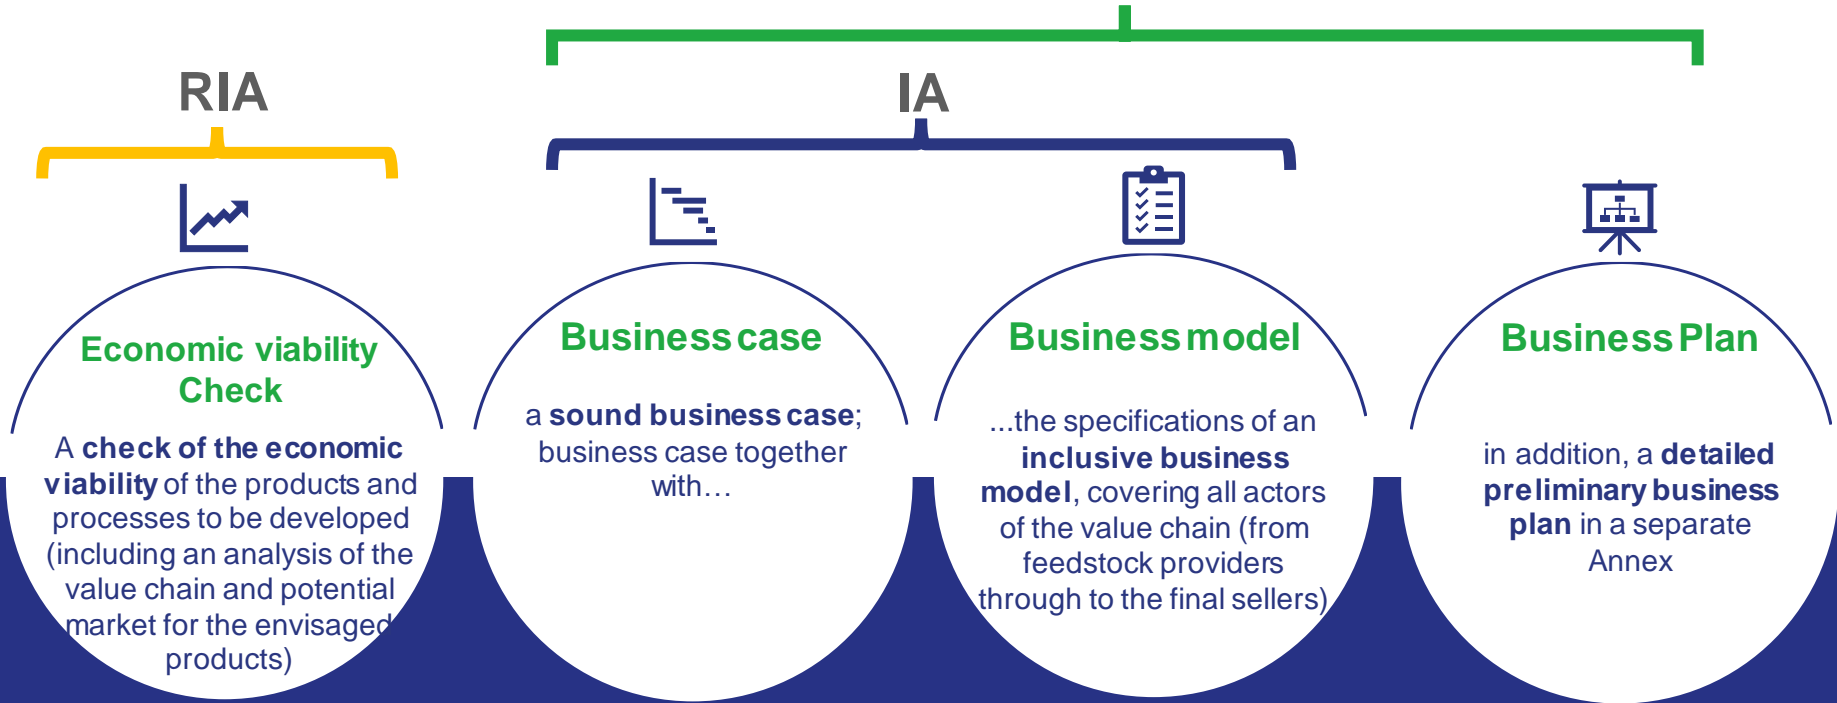 RIA
IA
Economic viability
Check
A check of the economic
viability of the products and
processes to be developed
(including an analysis of the
value chain and potential
market for the envisaged
products)
Business case
a sound business case;
business case together
with…
Business model
...the specifications of an
inclusive business
model, covering all actors
of the value chain (from
feedstock providers
through to the final sellers)
Business Plan
in addition, a detailed
preliminary business
plan in a separate
Annex